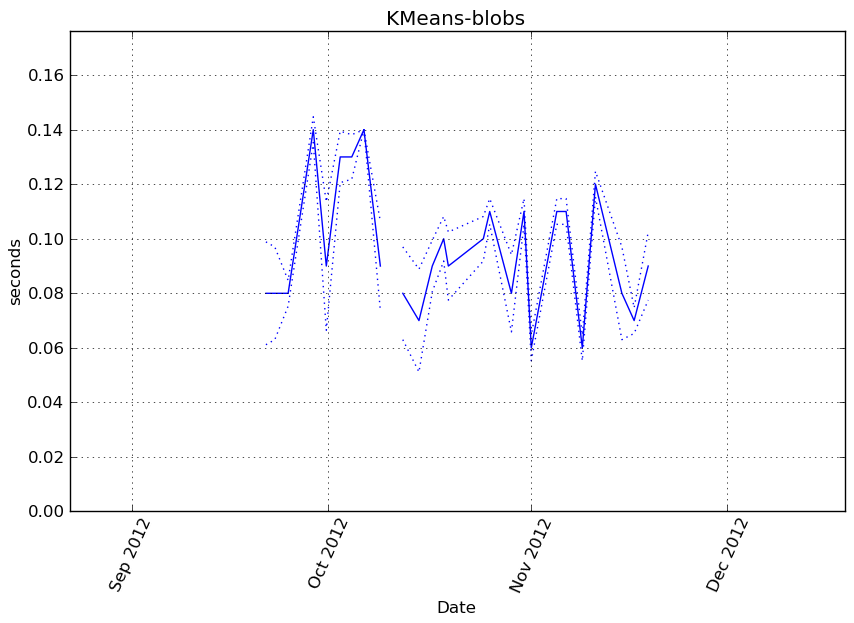 KMeans-blobs
seconds
0.16
0.14
0.12
0.10
0.08
0.06
0.04
0.02
0.00
Sep 2012
Oct 2012
Nov 2012
Dec 2012
Date